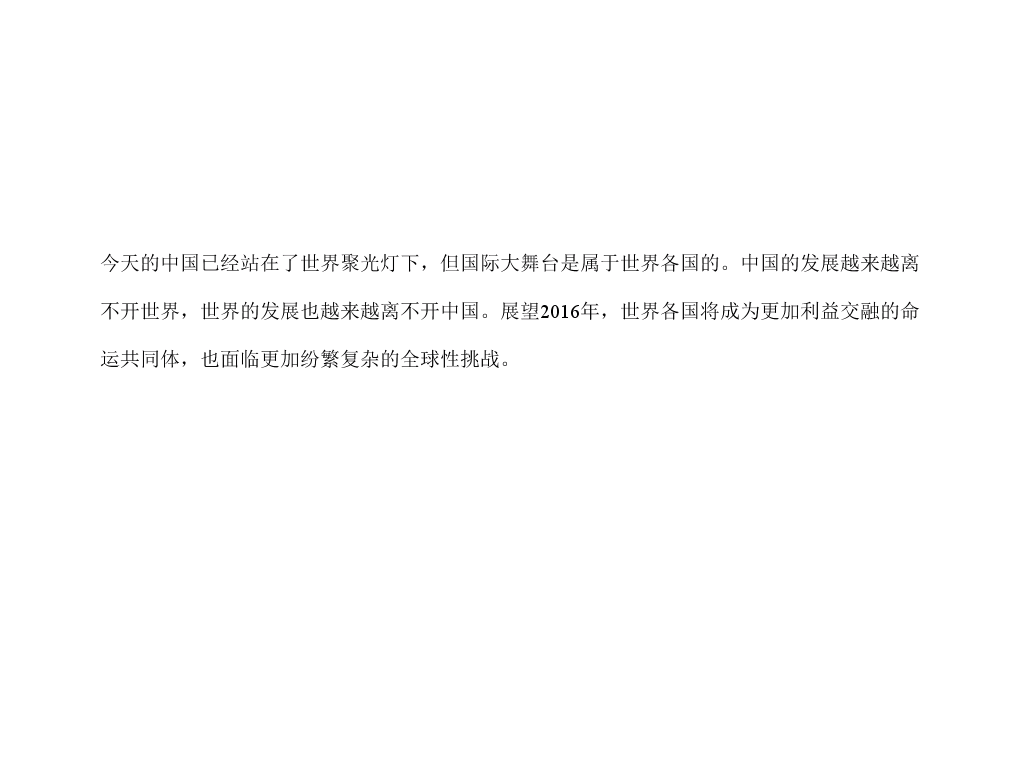 今天的中国已经站在了世界聚光灯下，但国际大舞台是属于世界各国的。中国的发展越来越离
不开世界，世界的发展也越来越离不开中国。展望2016年，世界各国将成为更加利益交融的命
运共同体，也面临更加纷繁复杂的全球性挑战。